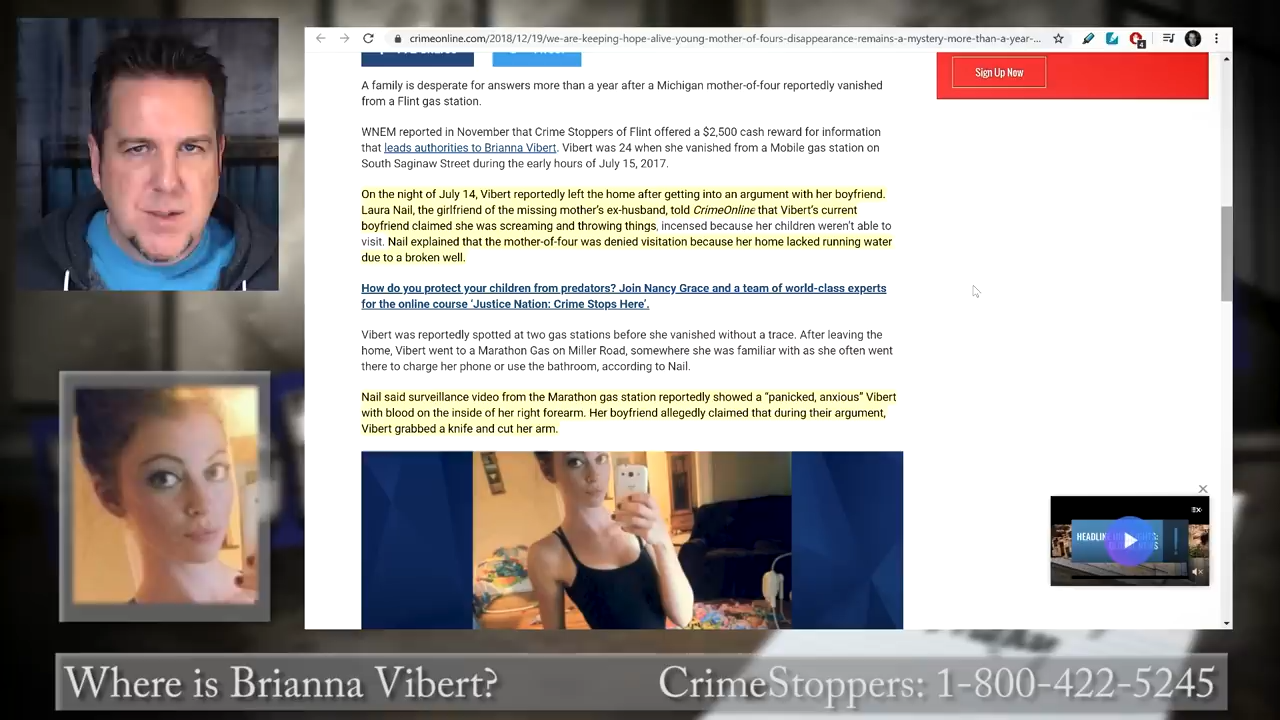 crimeonline.com/2018/12/19/we-are-keeping-hope-alive-young-mother-of-fours-disappearance-remains-a-mystery-more-than-a-year-...
Sign Up Now
A family is desperate for answers more than a year after a Michigan mother-of-four reportedly vanished
from a Flint gas station.
WNEM reported in November that Crime Stoppers of Flint offered a $2,500 cash reward for information
that leads authorities to Brianna Vibert. Vibert was 24 when she vanished from a Mobile gas station on
South Saginaw Street during the early hours of July 15, 2017.
On the night of July 14, Vibert reportedly left the home after getting into an argument with her boyfriend.
Laura Nail, the girlfriend of the missing mother's ex-husband, told CrimeOnline that Vibert's current
boyfriend claimed she was screaming and throwing things, incensed because her children weren't able to
visit. Nail explained that the mother-of-four was denied visitation because her home lacked running water
due to a broken well.
How do you protect your children from predators? Join Nancy Grace and a team of world-class experts
for the online course 'Justice Nation: Crime Stops Here'.
Vibert was reportedly spotted at two gas stations before she vanished without a trace. After leaving the
home, Vibert went to a Marathon Gas on Miller Road, somewhere she was familiar with as she often went
there to charge her phone or use the bathroom, according to Nail.
Nail said surveillance video from the Marathon gas station reportedly showed a "panicked, anxious" Vibert
with blood on the inside of her right forearm. Her boyfriend allegedly claimed that during their argument,
Vibert grabbed a knife and cut her arm.
Where is Brianna Vibert?
CrimeStoppers: 1-800-422-5245